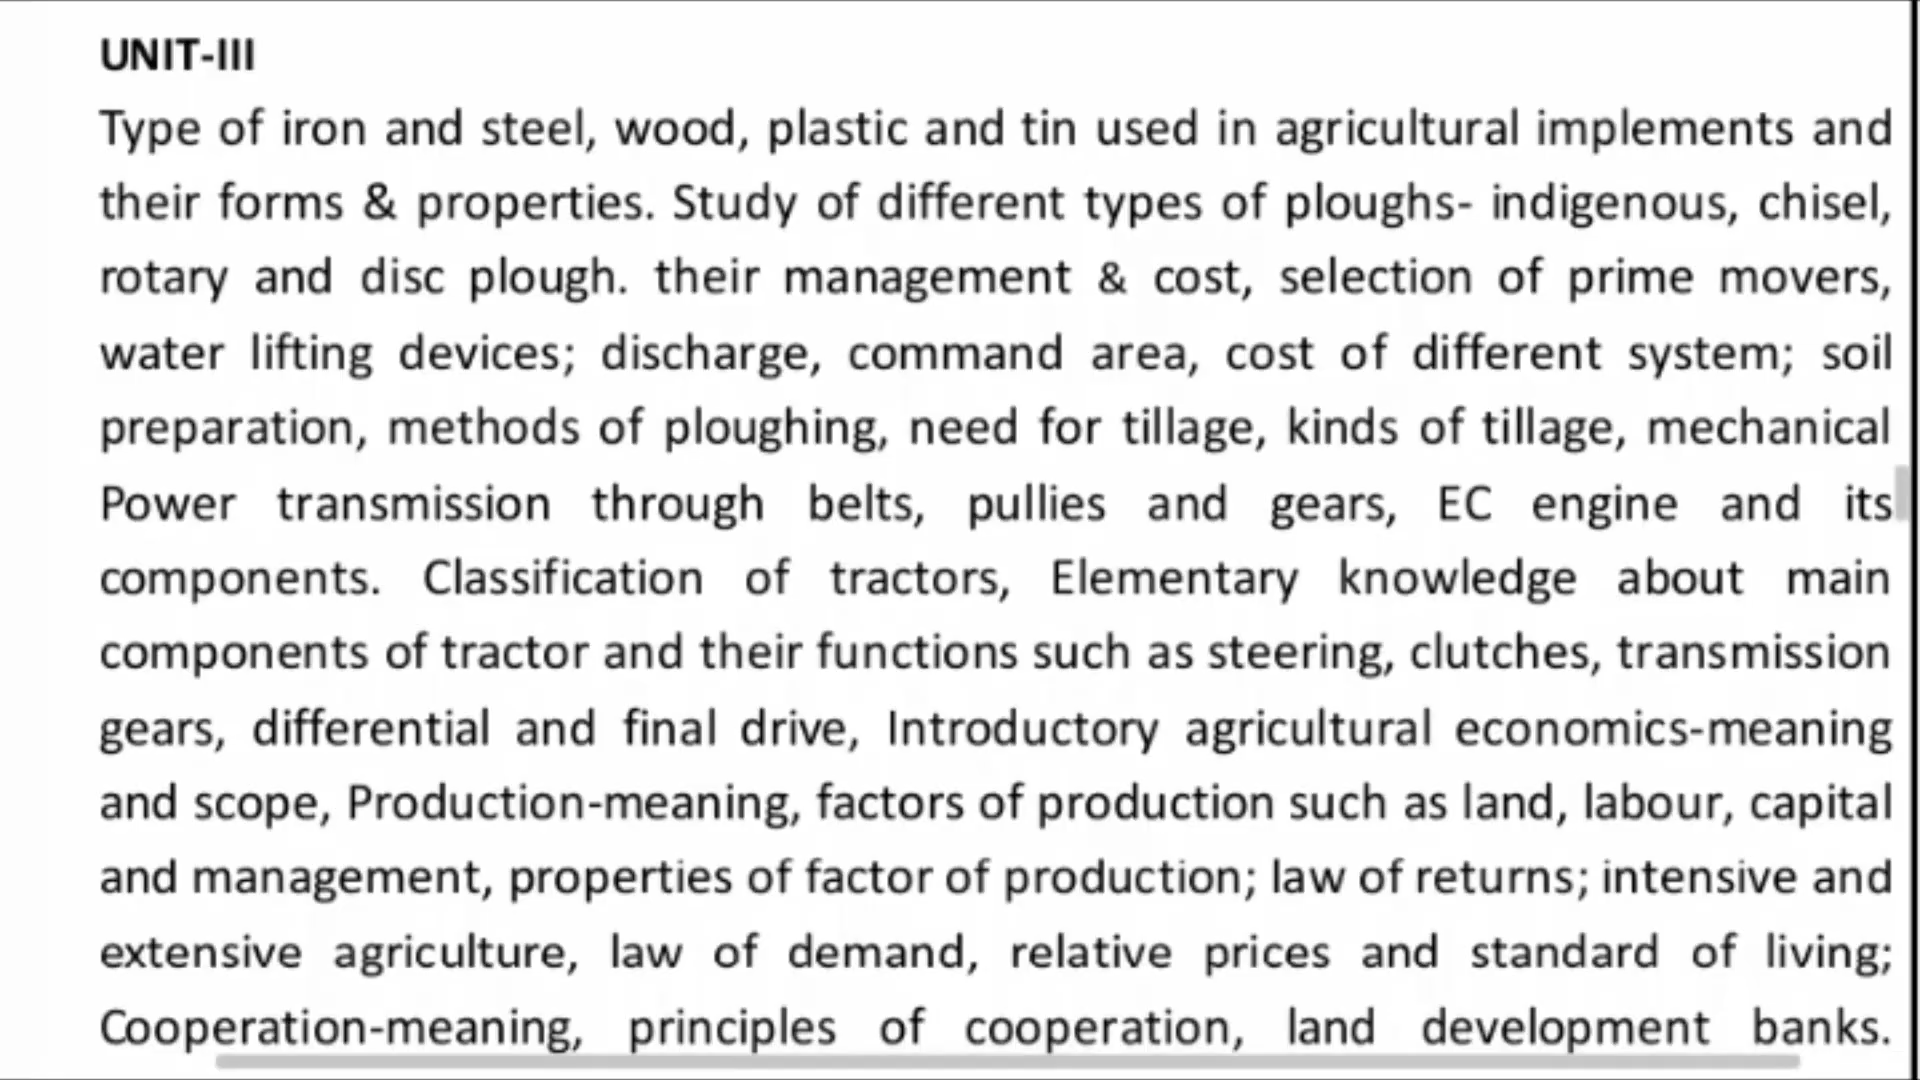 UNIT-III
Type of iron and steel, wood, plastic and tin used in agricultural implements and
their forms & properties. Study of different types of ploughs- indigenous, chisel,
rotary and disc plough. their management & cost, selection of prime movers,
water lifting devices; discharge, command area, cost of different system; soil
preparation, methods of ploughing, need for tillage, kinds of tillage, mechanical
Power transmission through belts, pullies and gears, EC engine and its
components. Classification of tractors, Elementary knowledge about main
components of tractor and their functions such as steering, clutches, transmission
gears, differential and final drive, Introductory agricultural economics-meaning
and scope, Production-meaning, factors of production such as land, labour, capital
and management, properties of factor of production; law of returns; intensive and
extensive agriculture, law of demand, relative prices and standard of living;
Cooperation-meaning, principles of cooperation, land development banks.